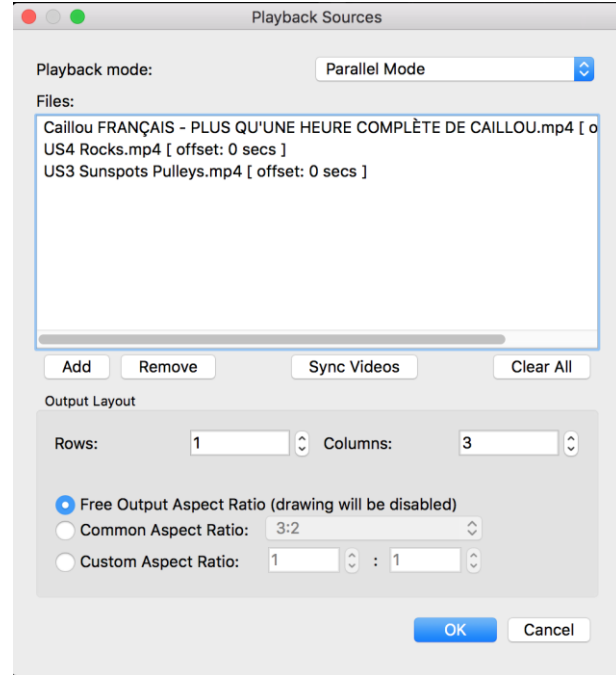 Playback Sources
Playback mode: Parallel Mode
Files:
Caillou FRANÇAIS - PLUS QU'UNE HEURE COMPLÈTE DE CAILLOU.mp4 [ o
US4 Rocks.mp4 [ offset: 0 secs ]
US3 Sunspots Pulleys.mp4 [ offset: 0 secs ]
Add Remove Sync Videos Clear All
Output Layout
Rows: 1 Columns: 3
Free Output Aspect Ratio (drawing will be disabled)
Common Aspect Ratio: 3:2
Custom Aspect Ratio: 1 : 1
OK Cancel